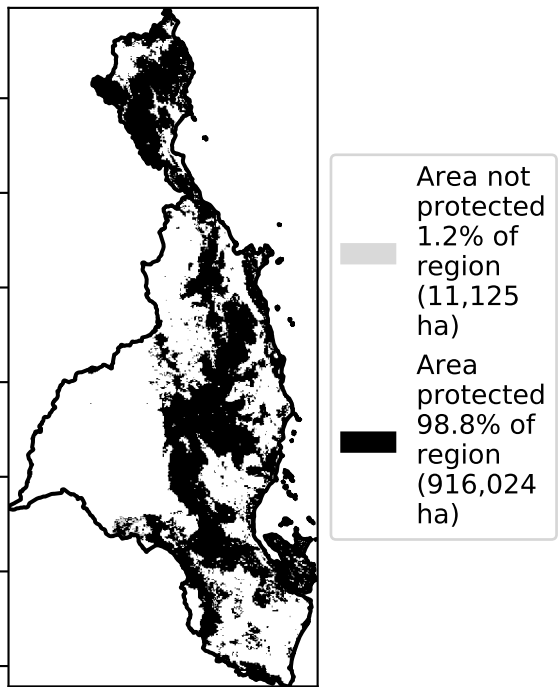 Area not
protected
1.2% of
region
(11,125
ha)
Area
protected
98.8% of
region
(916,024
ha)